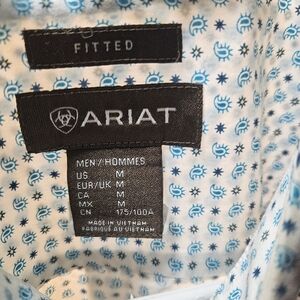 FITTED
ARIAT
MEN/HOMMES
US M
EUR/UK M
CA M
MX M
CN 175/100A
MADE IN VIETNAM
FABRIQUÉ AU VIETNAM